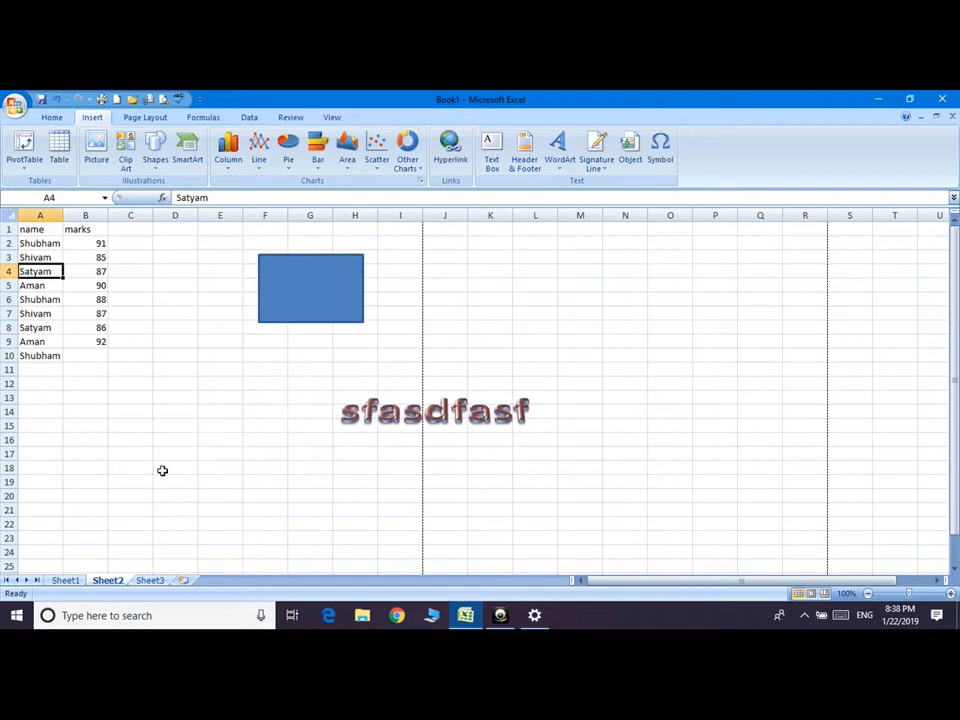 Book1 - Microsoft Excel
Home Insert Page Layout Formulas Data Review View
PivotTable Table Picture Clip Art Shapes SmartArt Column Line Pie Bar Area Scatter Other Charts Hyperlink Text Box Header & Footer WordArt Signature Line Object Symbol
Tables Illustrations Charts Links Text
A4 fx Satyam
A B C D E F G H I J K L M N O P Q R S T U
1 name marks
2 Shubham 91
3 Shivam 85
4 Satyam 87
5 Aman 90
6 Shubham 88
7 Shivam 87
8 Satyam 86
9 Aman 92
10 Shubham
11
12
13
14 sfasdfasf
15
16
17
18
19
20
21
22
23
24
25
Sheet1 Sheet2 Sheet3
Ready 100%
Type here to search ENG 8:38 PM
1/22/2019